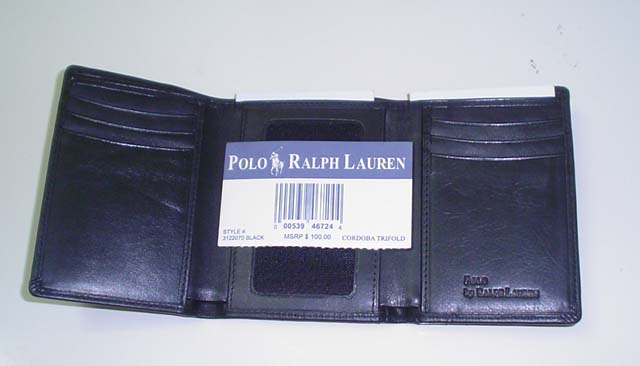 POLO RALPH LAUREN
0 00539 46724 4
STYLE #
3122070 BLACK
MSRP $ 100.00
CORDOBA TRIFOLD
POLO
by RALPH LAUREN